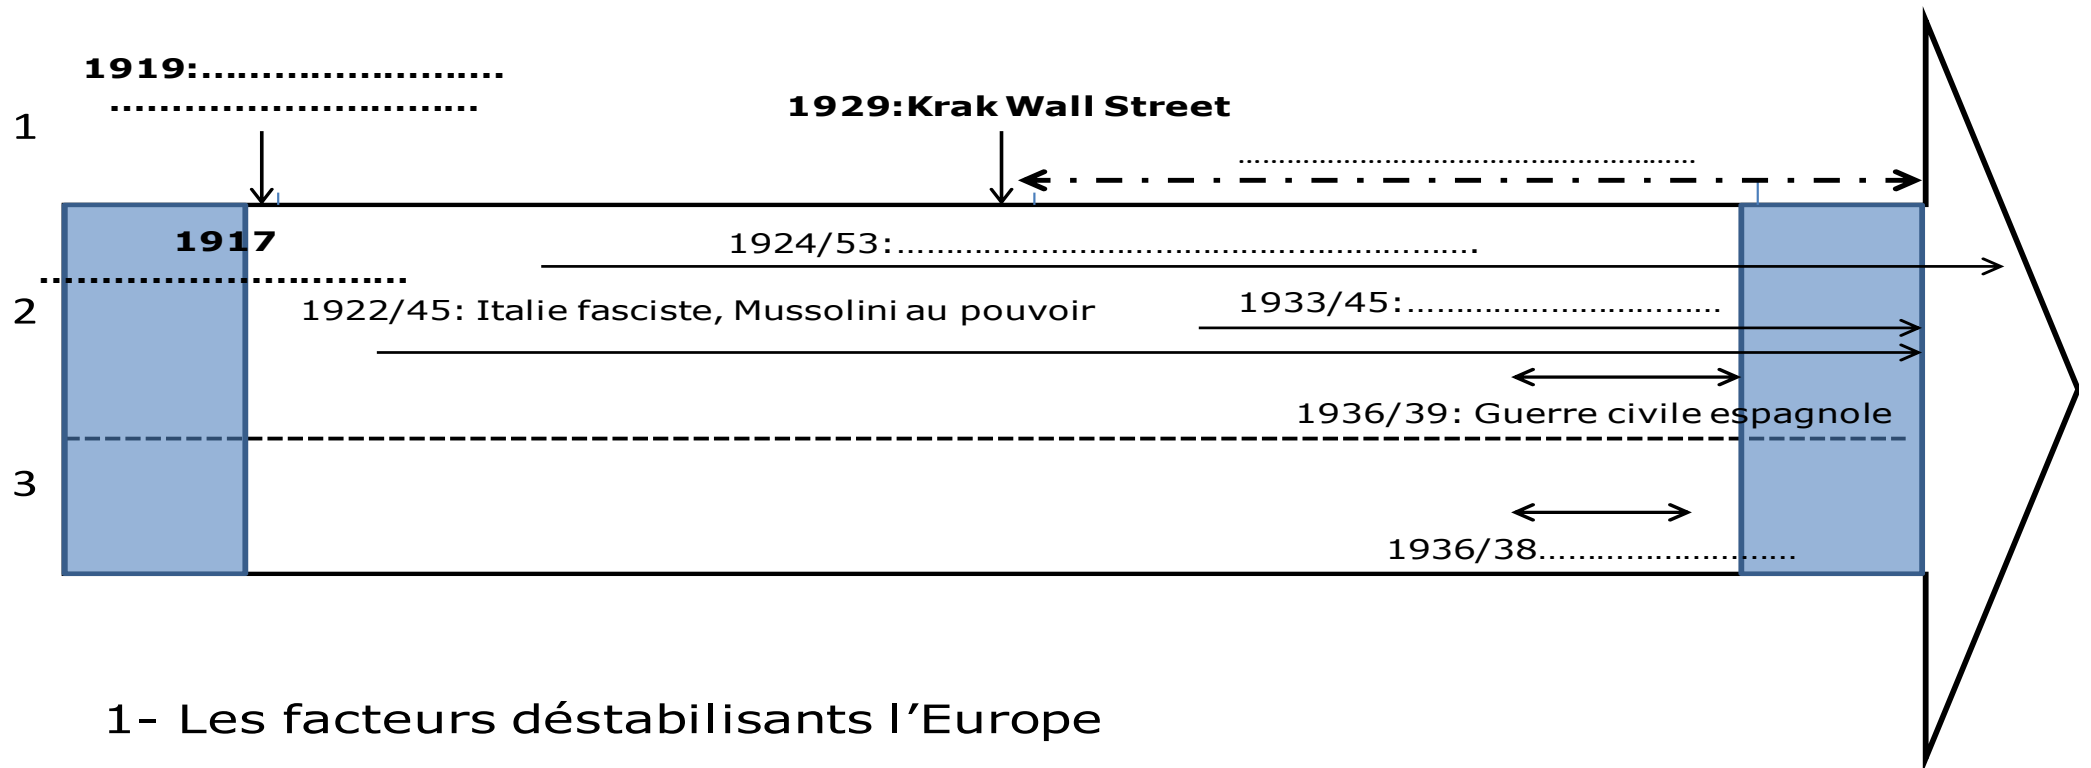 1919:..........................
..............................
1929:Krak Wall Street
1
........................................................
1917
1924/53:..........................................................
..............................
2
1922/45: Italie fasciste, Mussolini au pouvoir
1933/45:................................
1936/39: Guerre civile espagnole
3
1936/38..........................
1- Les facteurs déstabilisants l’Europe